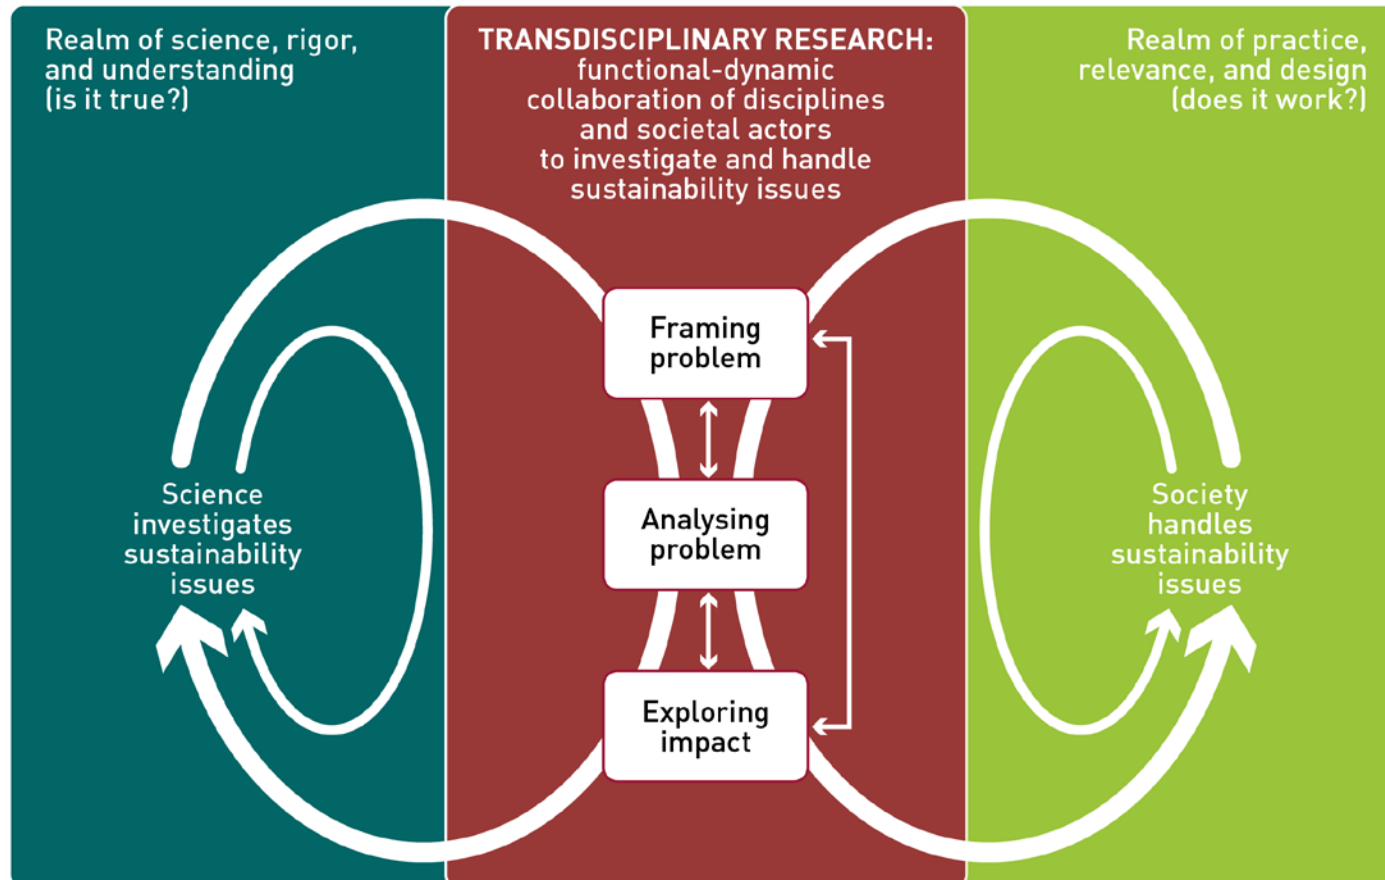 Realm of science, rigor,
and understanding
(is it true?)
TRANSDISCIPLINARY RESEARCH:
functional-dynamic
collaboration of disciplines
and societal actors
to investigate and handle
sustainability issues
Realm of practice,
relevance, and design
(does it work?)
Framing
problem
Science
investigates
sustainability
issues
Analysing
problem
Society
handles
sustainability
issues
Exploring
impact